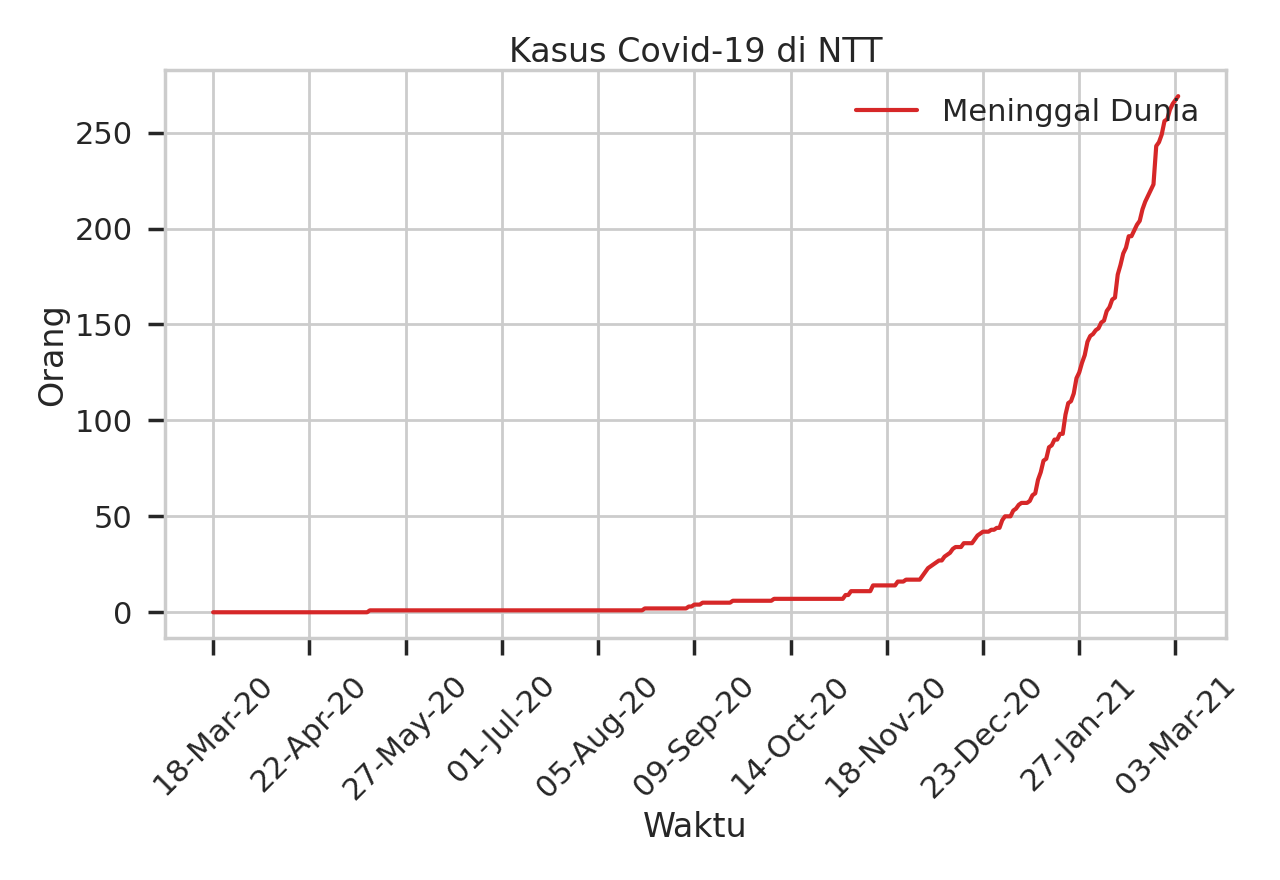 Kasus Covid-19 di NTT
Meninggal Dunia
Orang
250
200
150
100
50
0
18-Mar-20
22-Apr-20
27-May-20
01-Jul-20
05-Aug-20
09-Sep-20
14-Oct-20
18-Nov-20
23-Dec-20
27-Jan-21
03-Mar-21
Waktu